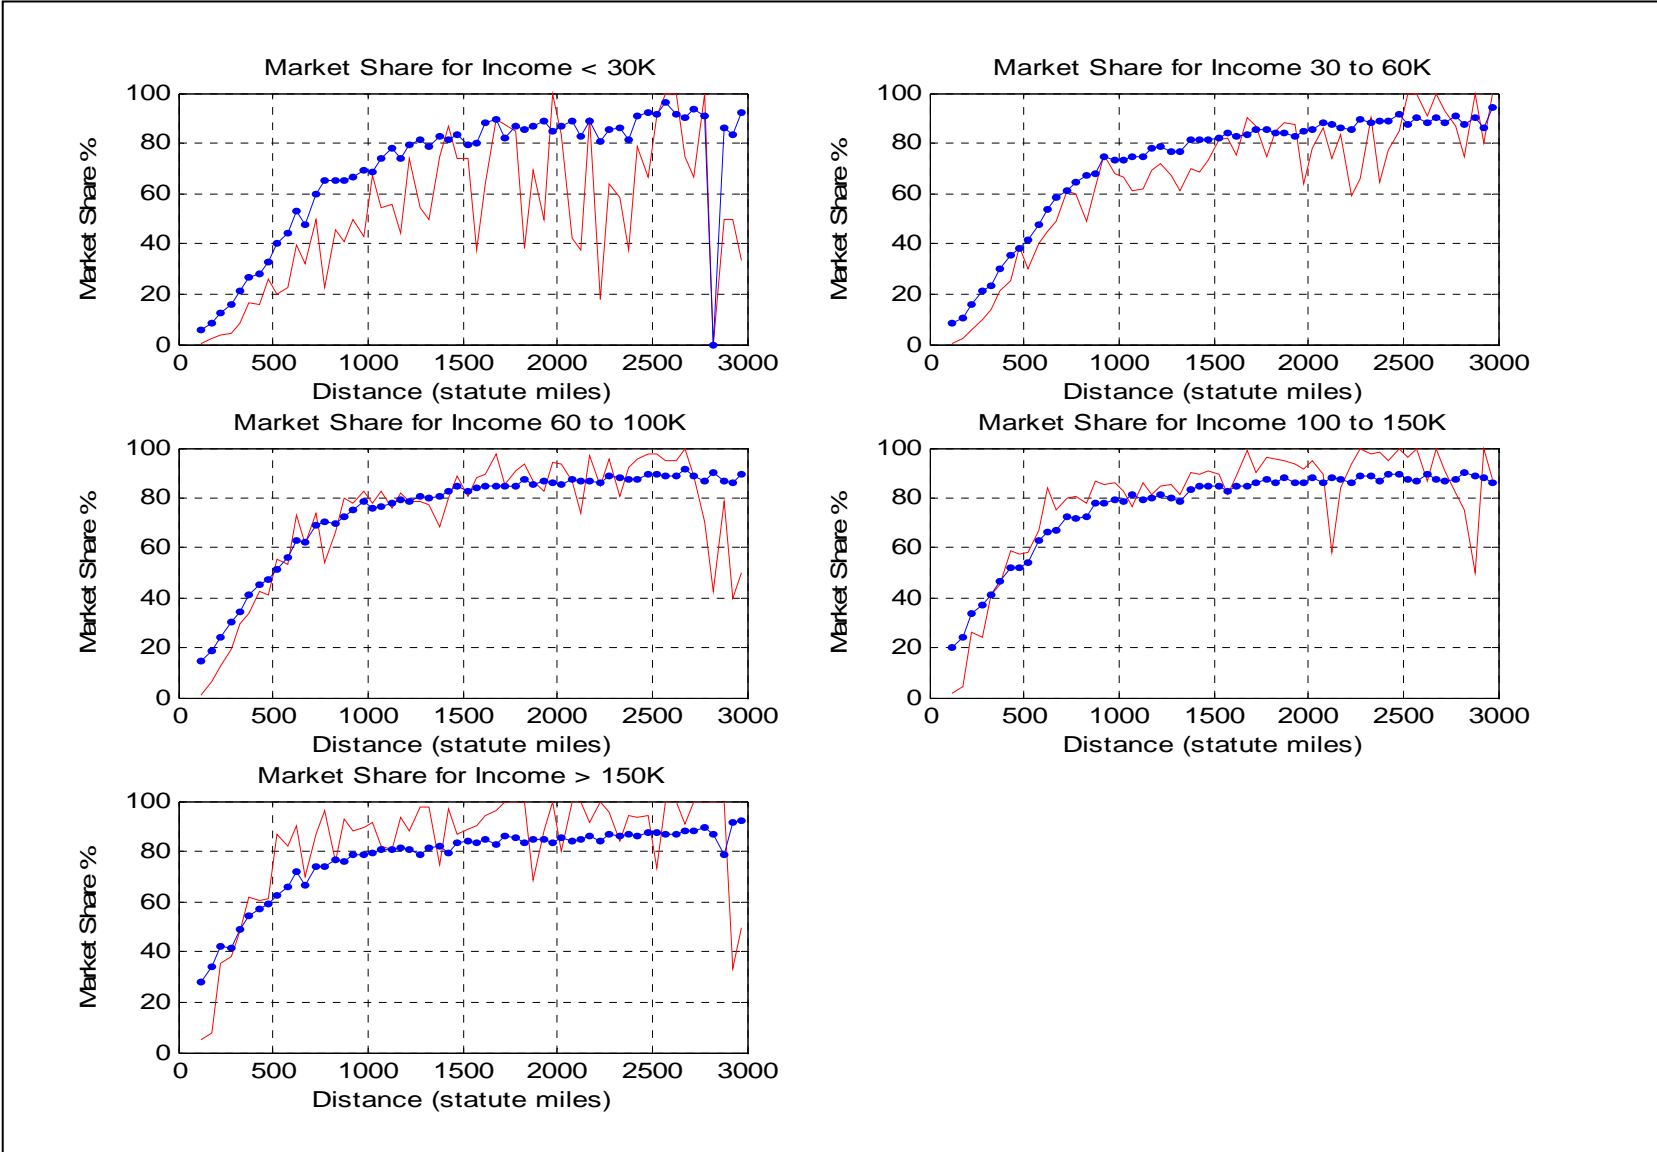 Market Share for Income < 30K
Market Share %
100
80
60
40
20
0
0 500 1000 1500 2000 2500 3000
Distance (statute miles)
Market Share for Income 30 to 60K
Market Share %
100
80
60
40
20
0
0 500 1000 1500 2000 2500 3000
Distance (statute miles)
Market Share for Income 60 to 100K
Market Share %
100
80
60
40
20
0
0 500 1000 1500 2000 2500 3000
Distance (statute miles)
Market Share for Income 100 to 150K
Market Share %
100
80
60
40
20
0
0 500 1000 1500 2000 2500 3000
Distance (statute miles)
Market Share for Income > 150K
Market Share %
100
80
60
40
20
0
0 500 1000 1500 2000 2500 3000
Distance (statute miles)